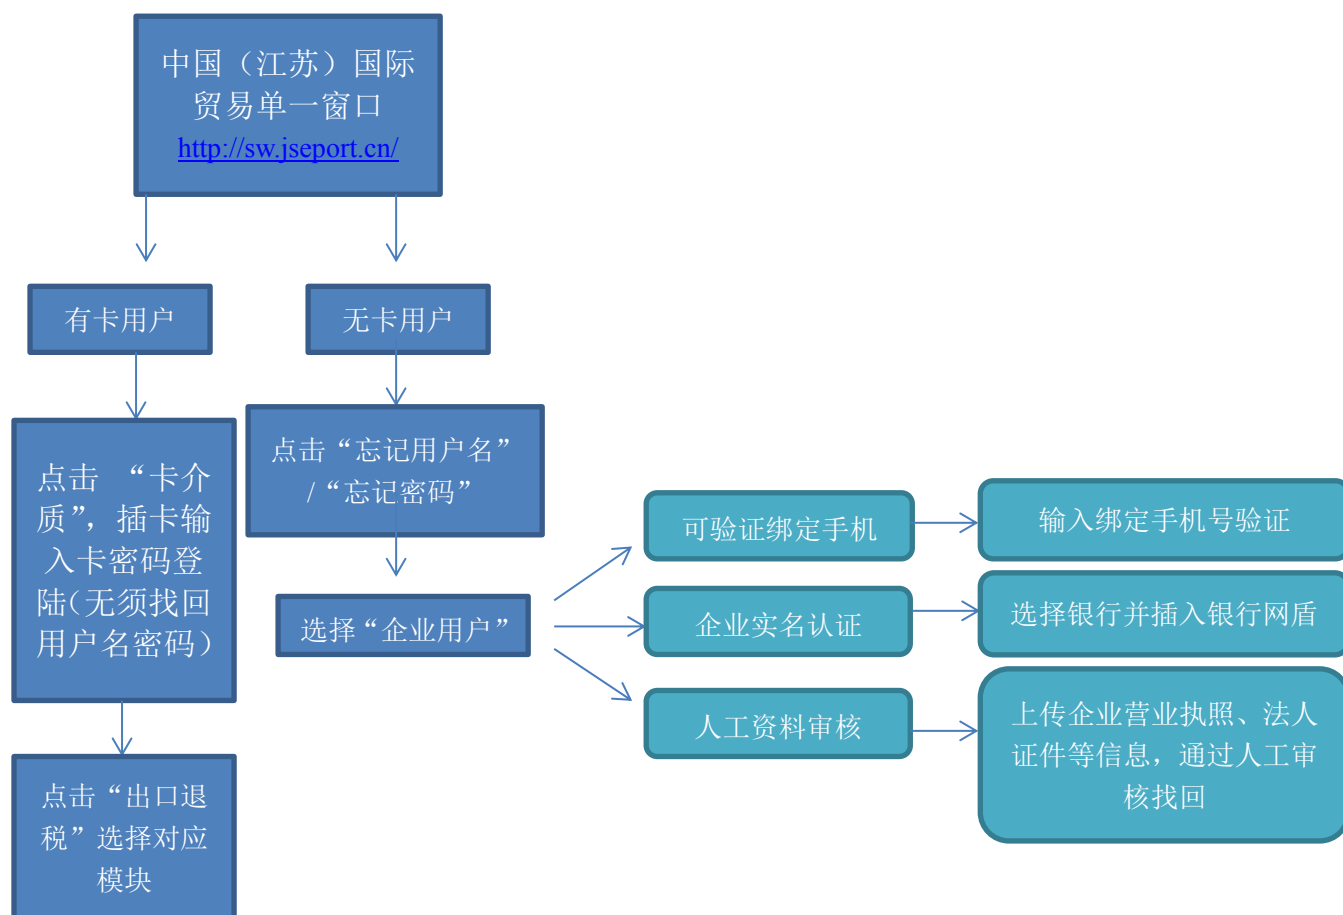 中国（江苏）国际
贸易单一窗口
http://sw.jseport.cn/
有卡用户
无卡用户
点击 “卡介
质”，插卡输
入卡密码登
陆（无须找回
用户名密码）
点击“忘记用户名”
/“忘记密码”
选择“企业用户”
可验证绑定手机
输入绑定手机号验证
企业实名认证
选择银行并插入银行网盾
人工资料审核
上传企业营业执照、法人
证件等信息，通过人工审
核找回
点击“出口退
税”选择对应
模块